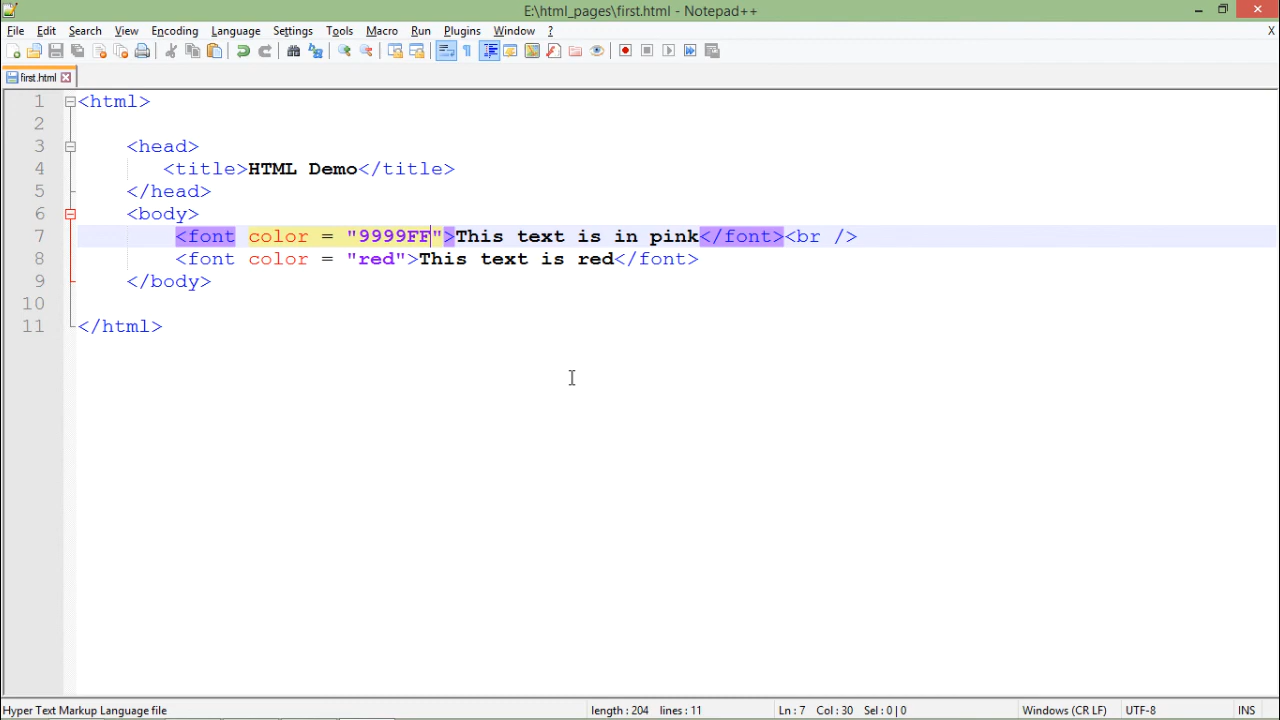 E:\html_pages\first.html - Notepad++
File Edit Search View Encoding Language Settings Tools Macro Run Plugins Window ? X
first.html
1 <html>
2
3 <head>
4 <title>HTML Demo</title>
5 </head>
6 <body>
7 <font color = "9999FF">This text is in pink</font><br />
8 <font color = "red">This text is red</font>
9 </body>
10
11 </html>
Hyper Text Markup Language file length : 204 lines : 11 Ln : 7 Col : 30 Sel : 0 | 0 Windows (CR LF) UTF-8 INS